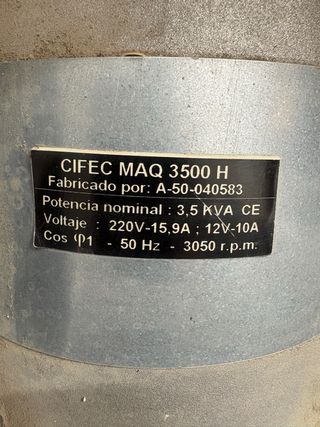 CIFEC MAQ 3500 H
Fabricado por: A-50-040583
Potencia nominal : 3,5 KVA CE
Voltaje : 220V-15,9A ; 12V-10A
Cos φ1 - 50 Hz - 3050 r.p.m.